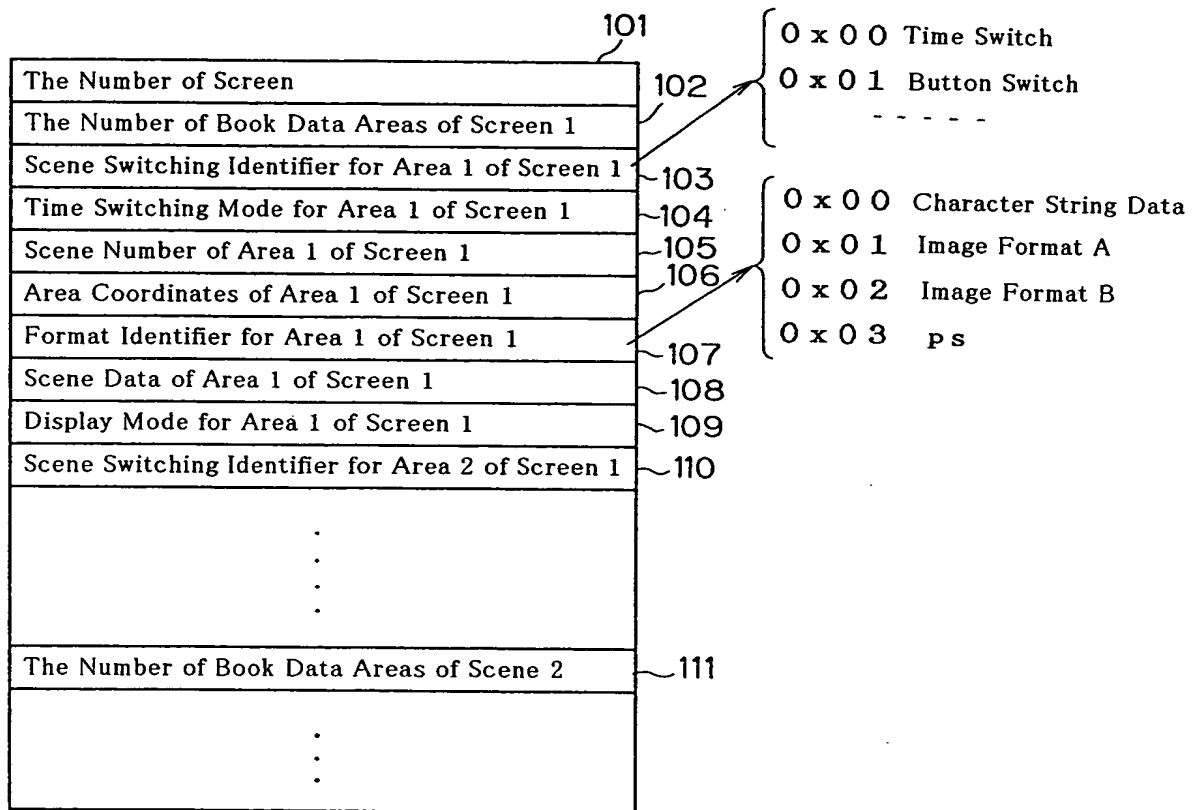 101
The Number of Screen
102
The Number of Book Data Areas of Screen 1
Scene Switching Identifier for Area 1 of Screen 1
103
Time Switching Mode for Area 1 of Screen 1
104
Scene Number of Area 1 of Screen 1
105
Area Coordinates of Area 1 of Screen 1
106
Format Identifier for Area 1 of Screen 1
107
Scene Data of Area 1 of Screen 1
108
Display Mode for Area 1 of Screen 1
109
Scene Switching Identifier for Area 2 of Screen 1
110
The Number of Book Data Areas of Scene 2
111
0 x 0 0 Time Switch
0 x 0 1 Button Switch
- - - - -
0 x 0 0 Character String Data
0 x 0 1 Image Format A
0 x 0 2 Image Format B
0 x 0 3 ps